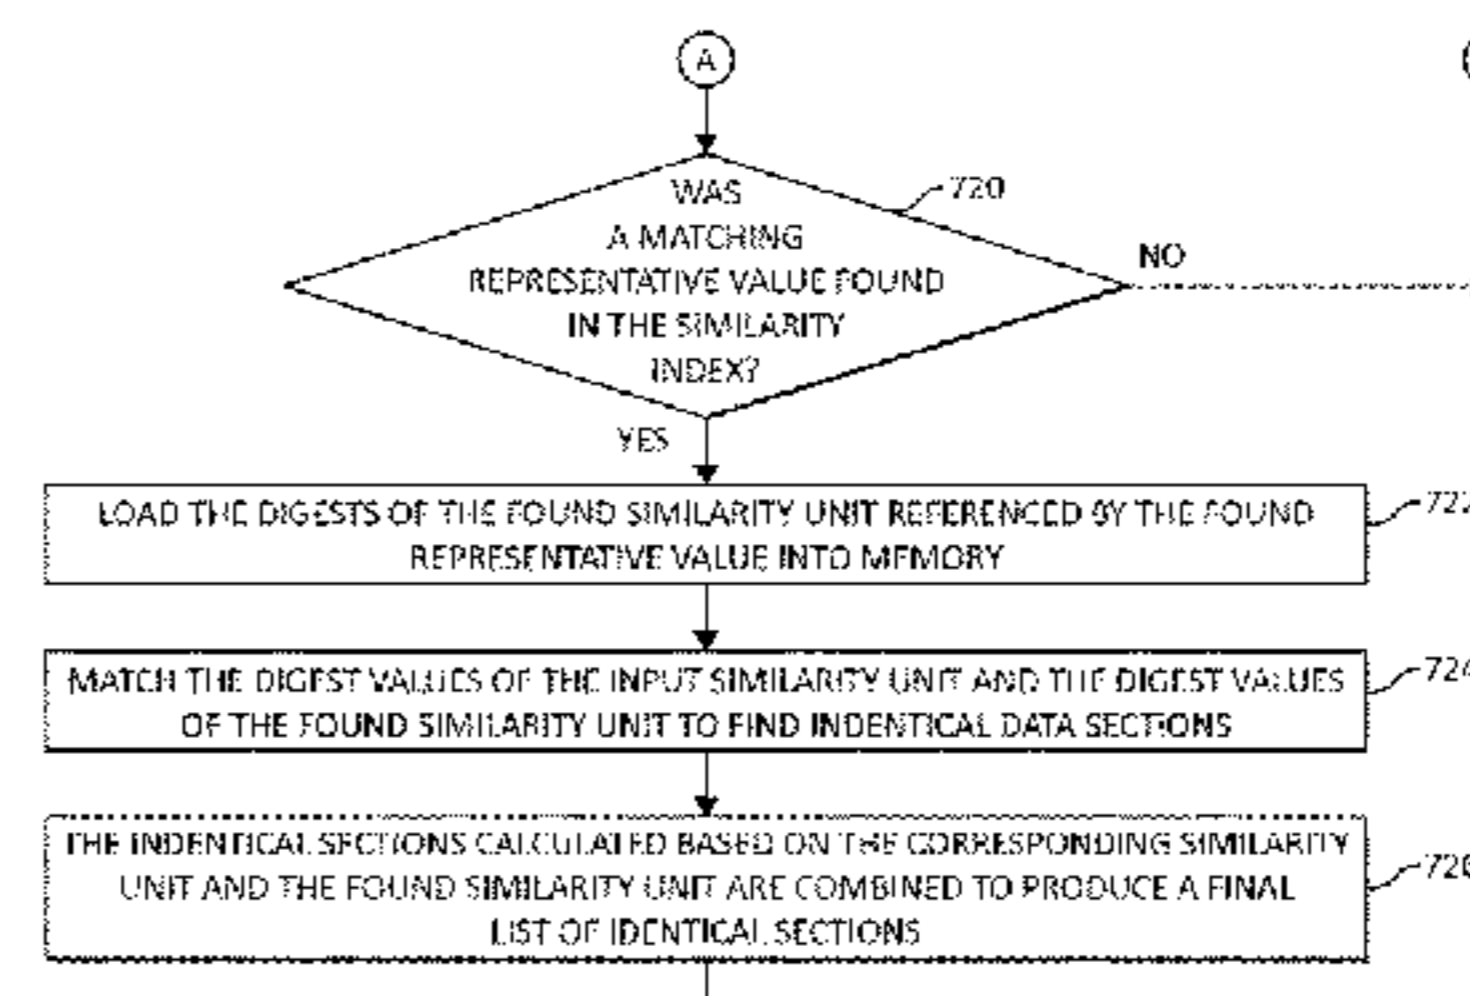 A
WAS
720
A MATCHING
NO
REPRESENTATIVE VALUE FOUND
IN THE SIMILARITY
INDEX?
YES
LOAD THE DIGESTS OF THE FOUND SIMILARITY UNIT REFERENCED BY THE FOUND
722
REPRESENTATIVE VALUE INTO MEMORY
MATCH THE DIGEST VALUES OF THE INPUT SIMILARITY UNIT AND THE DIGEST VALUES
724
OF THE FOUND SIMILARITY UNIT TO FIND INDENTICAL DATA SECTIONS
THE INDENTICAL SECTIONS CALCULATED BASED ON THE CORRESPONDING SIMILARITY
726
UNIT AND THE FOUND SIMILARITY UNIT ARE COMBINED TO PRODUCE A FINAL
LIST OF IDENTICAL SECTIONS